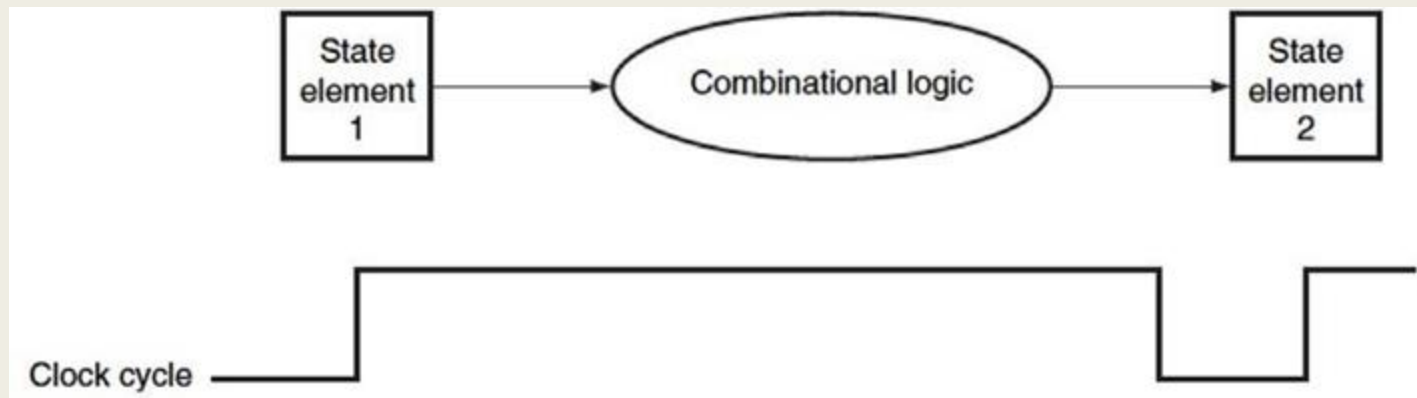 State
element
1
Combinational logic
State
element
2
Clock cycle